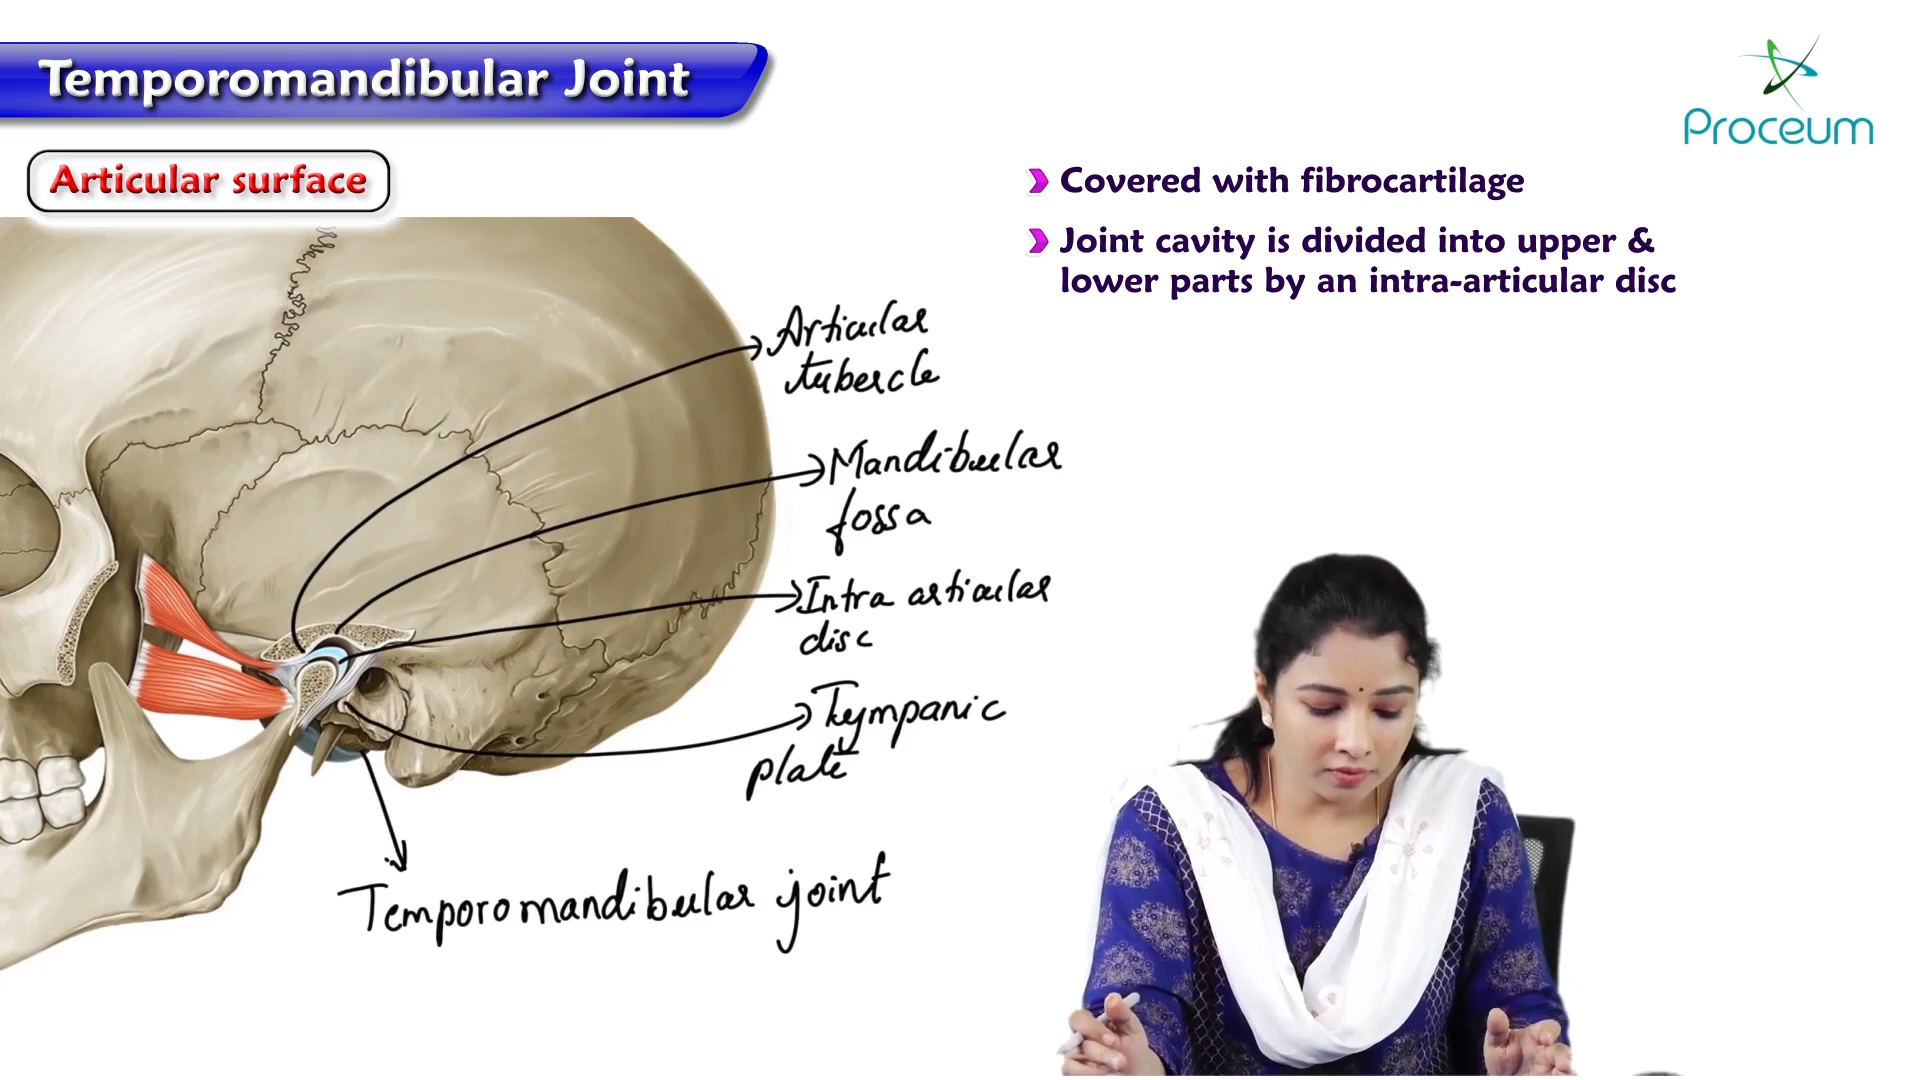 Temporomandibular Joint
Proceum
Articular surface
Covered with fibrocartilage
Joint cavity is divided into upper &
lower parts by an intra-articular disc
Articular
tubercle
Mandibular
fossa
Intra articular
disc
Tympanic
plate
Temporomandibular joint